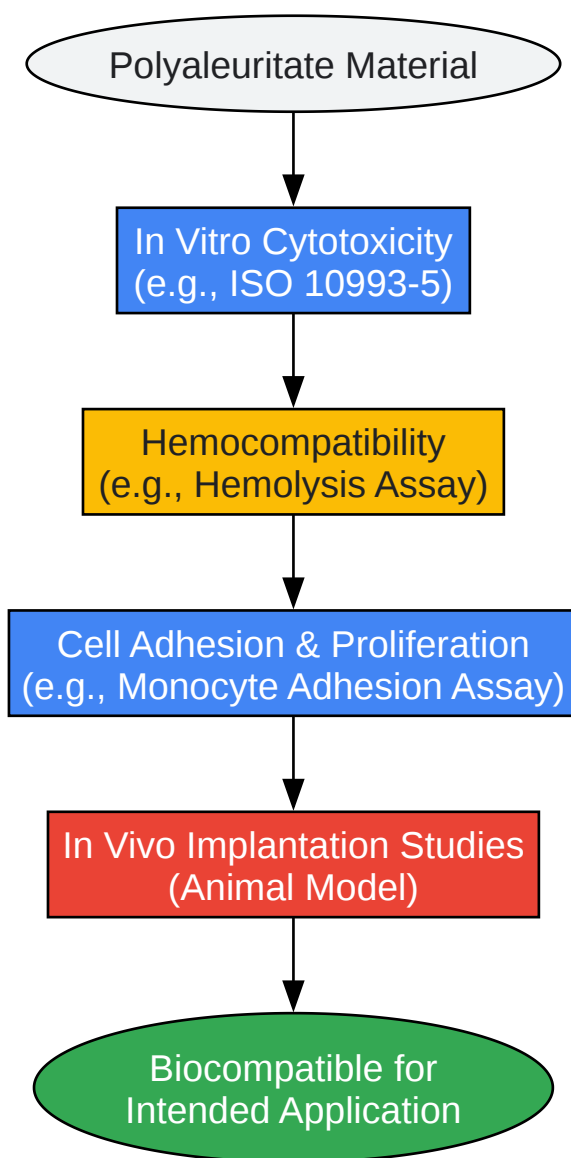 Polyaleuritate Material
In Vitro Cytotoxicity
(e.g., ISO 10993-5)
Hemocompatibility
(e.g., Hemolysis Assay)
Cell Adhesion & Proliferation
(e.g., Monocyte Adhesion Assay)
In Vivo Implantation Studies
(Animal Model)
Biocompatible for
Intended Application